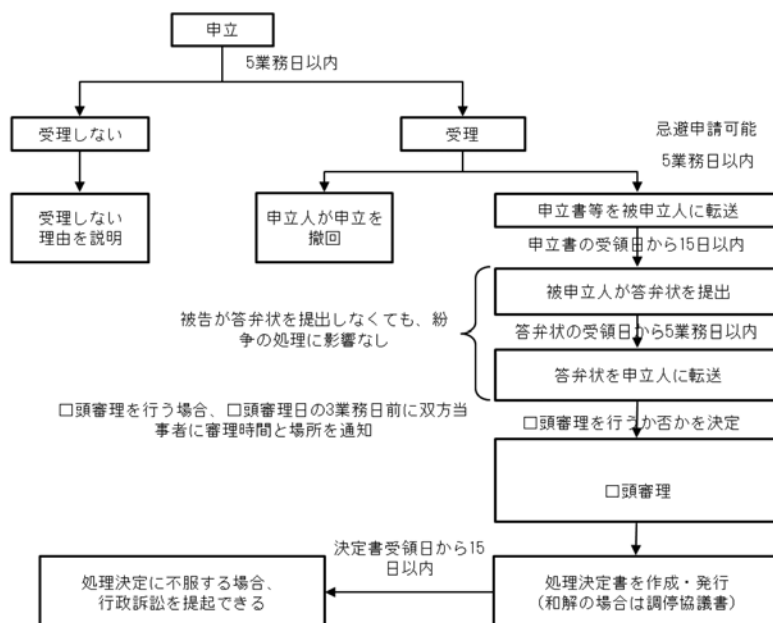 申立
5業務日以内
受理しない
受理
忌避申請可能
5業務日以内
受理しない
理由を説明
申立人が申立を
撤回
申立書等を被申立人に転送
申立書の受領日から15日以内
被申立人が答弁状を提出
被告が答弁状を提出しなくても、紛
争の処理に影響なし
答弁状の受領日から5業務日以内
答弁状を申立人に転送
口頭審理を行う場合、口頭審理日の3業務日前に双方当
事者に審理時間と場所を通知
口頭審理を行うか否かを決定
口頭審理
決定書受領日から15
日以内
処理決定に不服する場合、
行政訴訟を提起できる
処理決定書を作成・発行
(和解の場合は調停協議書)